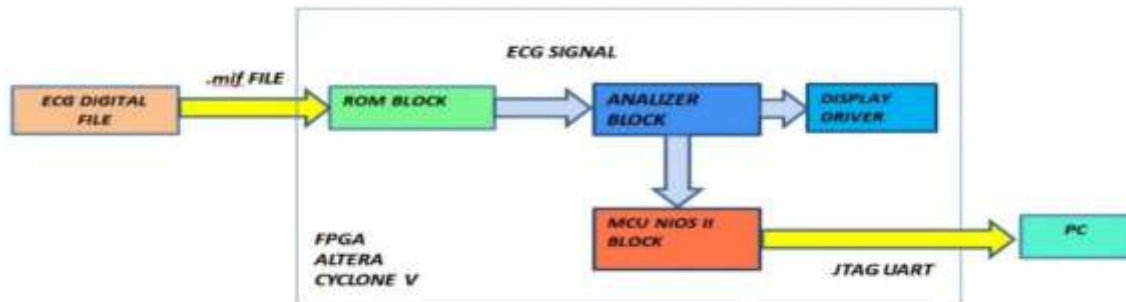 ECG SIGNAL
.mif FILE
ECG DIGITAL
FILE
ROM BLOCK
ANALIZER
BLOCK
DISPLAY
DRIVER
MCU NIOS II
BLOCK
PC
FPGA
ALTERA
CYCLONE V
JTAG UART